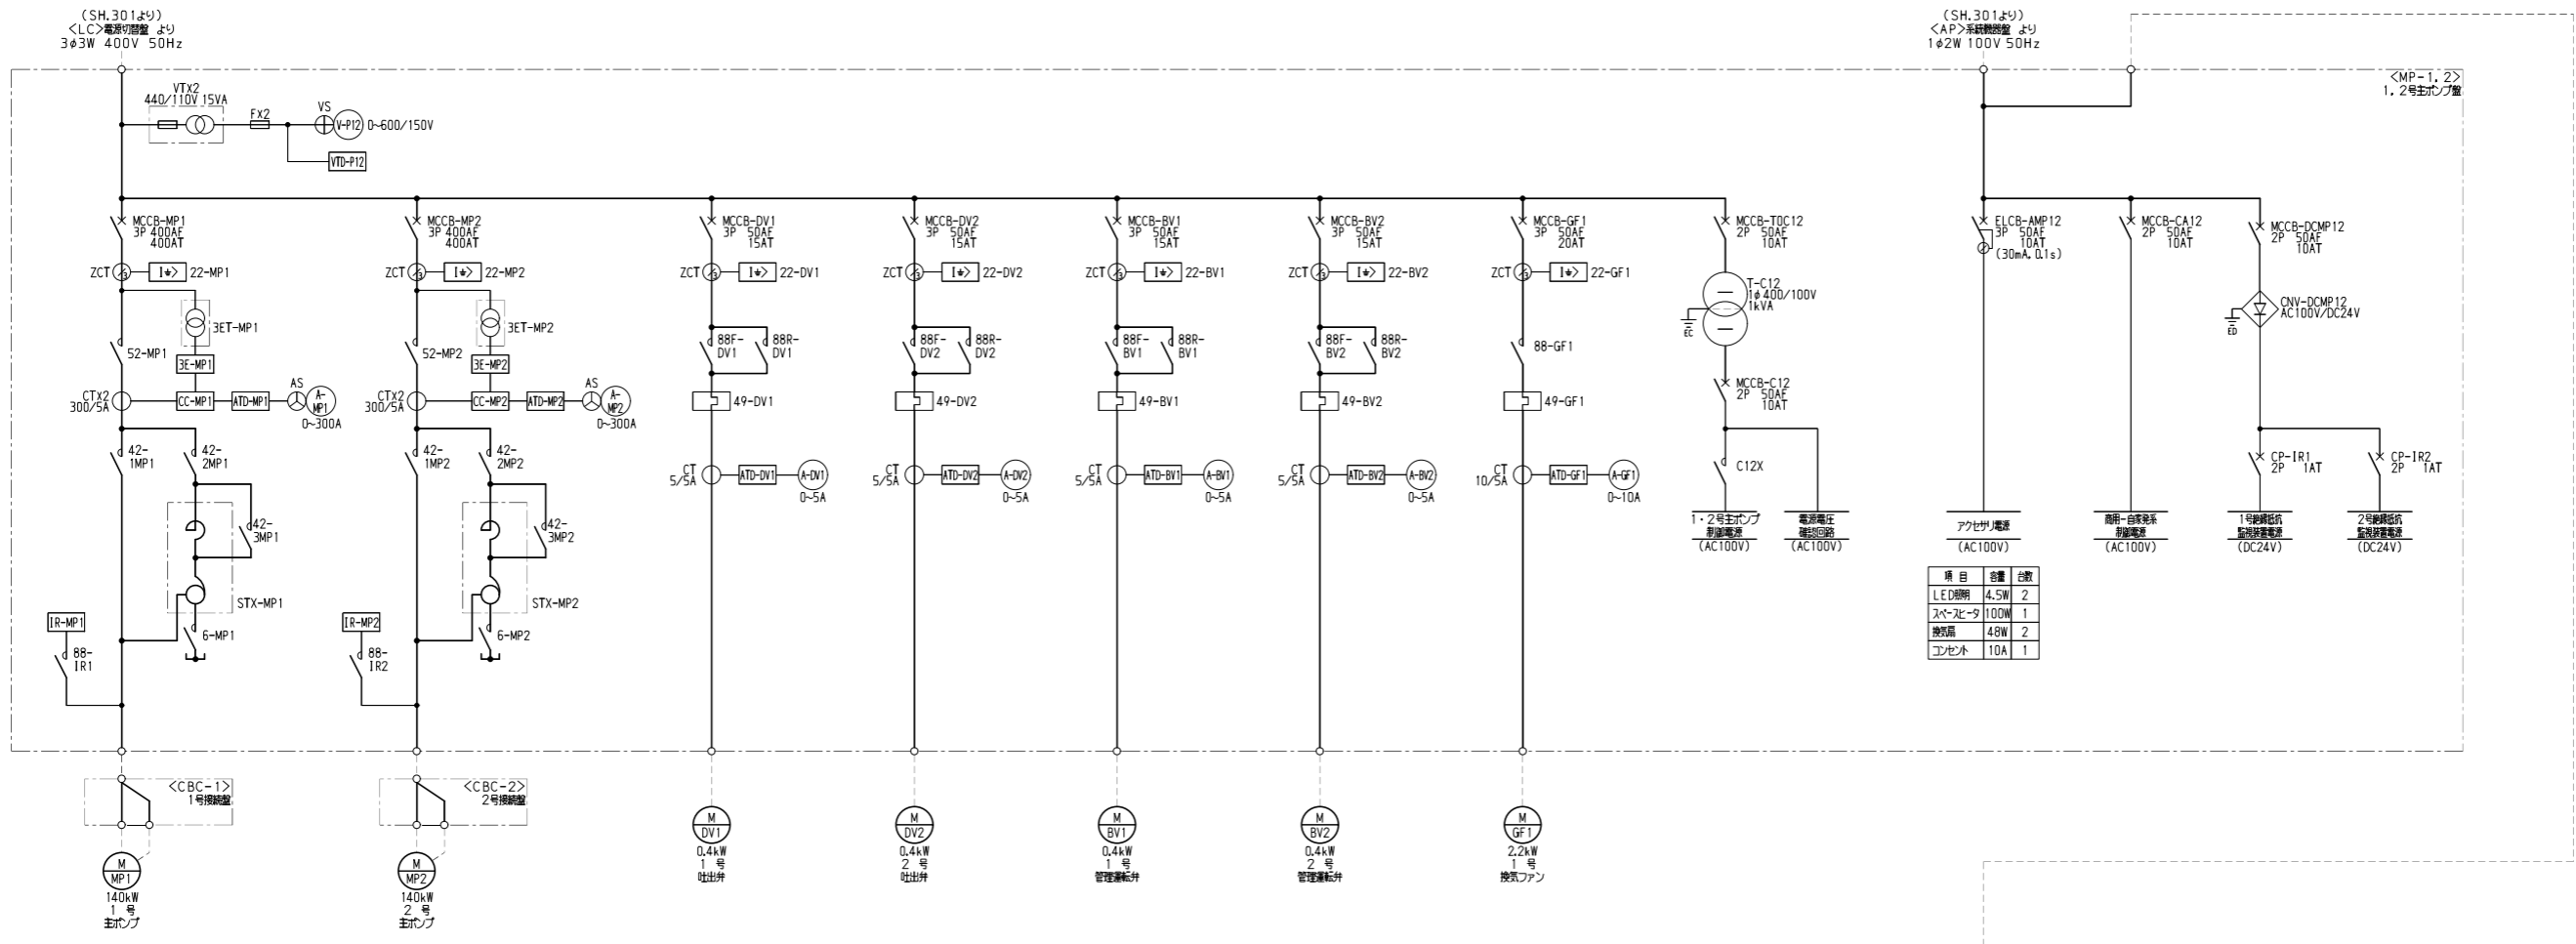 (SH.301より)
<LC>電源切替盤 より
3φ3W 400V 50Hz
(SH.301より)
<AP>系統機器盤 より
1φ2W 100V 50Hz
<MP-1.2>
1.2号主ポンプ盤
VTX2
440/110V 15VA
FX2
VS
V-P12
0~600/150V
VTD-P12
MCCB-MP1
3P 400AF
400AT
MCCB-MP2
3P 400AF
400AT
MCCB-DV1
3P 50AF
15AT
MCCB-DV2
3P 50AF
15AT
MCCB-BV1
3P 50AF
15AT
MCCB-BV2
3P 50AF
15AT
MCCB-GF1
3P 50AF
20AT
MCCB-TOC12
2P 50AF
10AT
ELCB-AMP12
3P 50AF
10AT
(30mA.0.1s)
MCCB-CA12
2P 50AF
10AT
MCCB-DCMP12
2P 50AF
10AT
ZCT
22-MP1
ZCT
22-MP2
ZCT
22-DV1
ZCT
22-DV2
ZCT
22-BV1
ZCT
22-BV2
ZCT
22-GF1
T-C12
1φ400/100V
1kVA
EC
CNV-DCMP12
AC100V/DC24V
ED
3ET-MP1
3ET-MP2
52-MP1
3E-MP1
52-MP2
3E-MP2
88F-
DV1
88R-
DV1
88F-
DV2
88R-
DV2
88F-
BV1
88R-
BV1
88F-
BV2
88R-
BV2
88-GF1
CTX2
300/5A
CC-MP1
ATD-MP1
AS
A-
MP1
0~300A
CTX2
300/5A
CC-MP2
ATD-MP2
AS
A-
MP2
0~300A
49-DV1
49-DV2
49-BV1
49-BV2
49-GF1
MCCB-C12
2P 50AF
10AT
42-
1MP1
42-
2MP1
42-
1MP2
42-
2MP2
CT
5/5A
ATD-DV1
A-DV1
0~5A
CT
5/5A
ATD-DV2
A-DV2
0~5A
CT
5/5A
ATD-BV1
A-BV1
0~5A
CT
5/5A
ATD-BV2
A-BV2
0~5A
CT
10/5A
ATD-GF1
A-GF1
0~10A
C12X
CP-IR1
2P 1AT
CP-IR2
2P 1AT
42-
3MP1
42-
3MP2
1・2号主ポンプ
制御電源
(AC100V)
電源電圧
確認回路
(AC100V)
アクセサリ電源
(AC100V)
商用-自家発系
制御電源
(AC100V)
1号絶縁抵抗
監視装置電源
(DC24V)
2号絶縁抵抗
監視装置電源
(DC24V)
STX-MP1
STX-MP2
項 目 容量 台数
LED照明 4.5W 2
スペースヒータ 100W 1
換気扇 48W 2
コンセント 10A 1
IR-MP1
6-MP1
IR-MP2
6-MP2
88-
IR1
88-
IR2
<CBC-1>
1号接続盤
<CBC-2>
2号接続盤
M
MP1
140kW
1 号
主ポンプ
M
MP2
140kW
2 号
主ポンプ
M
DV1
0.4kW
1 号
吐出弁
M
DV2
0.4kW
2 号
吐出弁
M
BV1
0.4kW
1 号
管理運転弁
M
BV2
0.4kW
2 号
管理運転弁
M
GF1
2.2kW
1 号
換気ファン